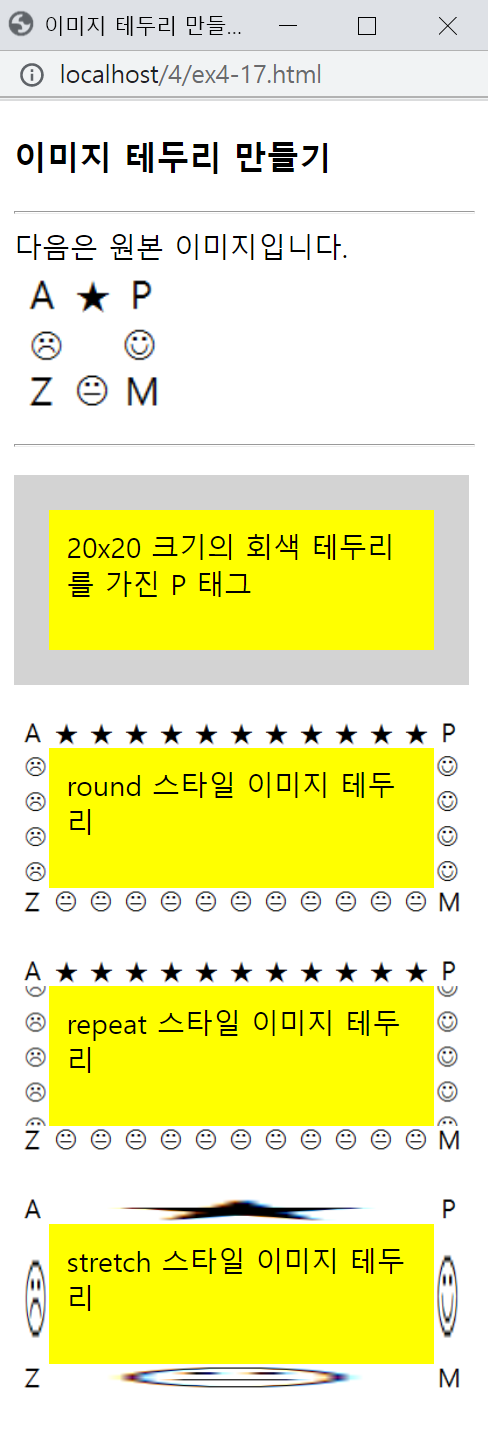 이미지 테두리 만들...
localhost/4/ex4-17.html
이미지 테두리 만들기
다음은 원본 이미지입니다.
A ★ P
☹ ☺
Z 😐 M
20x20 크기의 회색 테두리
를 가진 P 태그
A ★ ★ ★ ★ ★ ★ ★ ★ ★ ★ ★ P
round 스타일 이미지 테두
리
Z 😐 😐 😐 😐 😐 😐 😐 😐 😐 😐 😐 M
A ★ ★ ★ ★ ★ ★ ★ ★ ★ ★ ★ P
repeat 스타일 이미지 테두
리
Z 😐 😐 😐 😐 😐 😐 😐 😐 😐 😐 😐 M
A P
stretch 스타일 이미지 테두
리
Z M